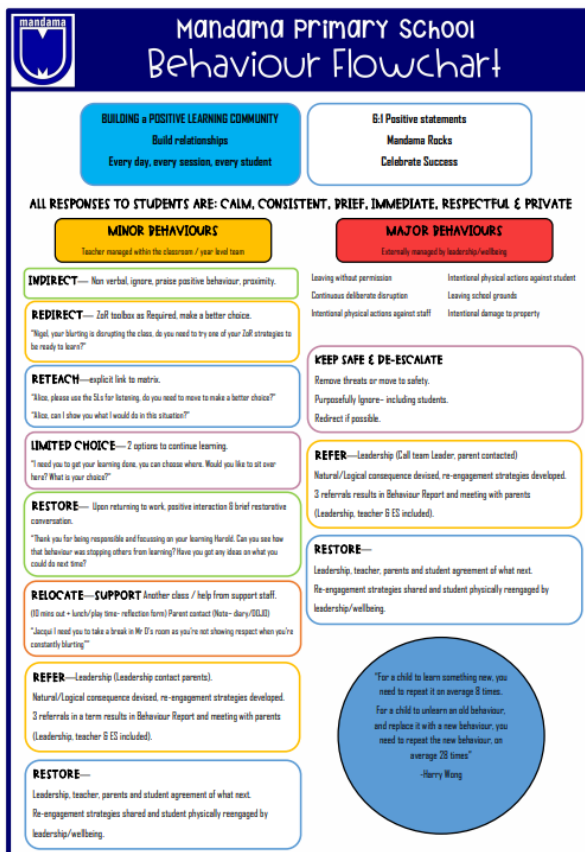 mandama
Mandama Primary School
Behaviour Flowchart
BUILDING a POSITIVE LEARNING COMMUNITY
Build relationships
Every day, every session, every student
6:1 Positive statements
Mandama Rocks
Celebrate Success
ALL RESPONSES TO STUDENTS ARE: CALM, CONSISTENT, BRIEF, IMMEDIATE, RESPECTFUL & PRIVATE
MINOR BEHAVIOURS
Teacher managed within the classroom / year level team
INDIRECT— Non verbal, ignore, praise positive behaviour, proximity.
REDIRECT— ZoR toolbox as Required, make a better choice.
"Nigel, your blurting is disrupting the class, do you need to try one of your ZoR strategies to
be ready to learn?"
RETEACH—explicit link to matrix.
"Alice, please use the 5Ls for listening, do you need to move to make a better choice?"
"Alice, can I show you what I would do in this situation?"
LIMITED CHOICE— 2 options to continue learning.
"I need you to get your learning done, you can choose where. Would you like to sit over
here? What is your choice?"
RESTORE— Upon returning to work, positive interaction & brief restorative
conversation.
"Thank you for being responsible and focussing on your learning Harold. Can you see how
that behaviour was stopping others from learning? Have you got any ideas on what you
could do next time?
RELOCATE—SUPPORT Another class / help from support staff.
(10 mins out + lunch/play time- reflection form) Parent contact (Note- diary/DOJO)
"Jacqui I need you to take a break in Mr D's room as you're not showing respect when you're
constantly blurting""
REFER—Leadership (Leadership contact parents).
Natural/Logical consequence devised, re-engagement strategies developed.
3 referrals in a term results in Behaviour Report and meeting with parents
(Leadership, teacher & ES included).
RESTORE—
Leadership, teacher, parents and student agreement of what next.
Re-engagement strategies shared and student physically reengaged by
leadership/wellbeing.
MAJOR BEHAVIOURS
Externally managed by leadership/wellbeing
Leaving without permission
Continuous deliberate disruption
Intentional physical actions against staff
Intentional physical actions against student
Leaving school grounds
Intentional damage to property
KEEP SAFE & DE-ESCALATE
Remove threats or move to safety.
Purposefully Ignore- including students.
Redirect if possible.
REFER—Leadership (Call team Leader, parent contacted)
Natural/Logical consequence devised, re-engagement strategies developed.
3 referrals results in Behaviour Report and meeting with parents
(Leadership, teacher & ES included).
RESTORE—
Leadership, teacher, parents and student agreement of what next.
Re-engagement strategies shared and student physically reengaged by
leadership/wellbeing.
"For a child to learn something new, you
need to repeat it on average 8 times.
For a child to unlearn an old behaviour,
and replace it with a new behaviour, you
need to repeat the new behaviour, on
average 28 times"
-Harry Wong